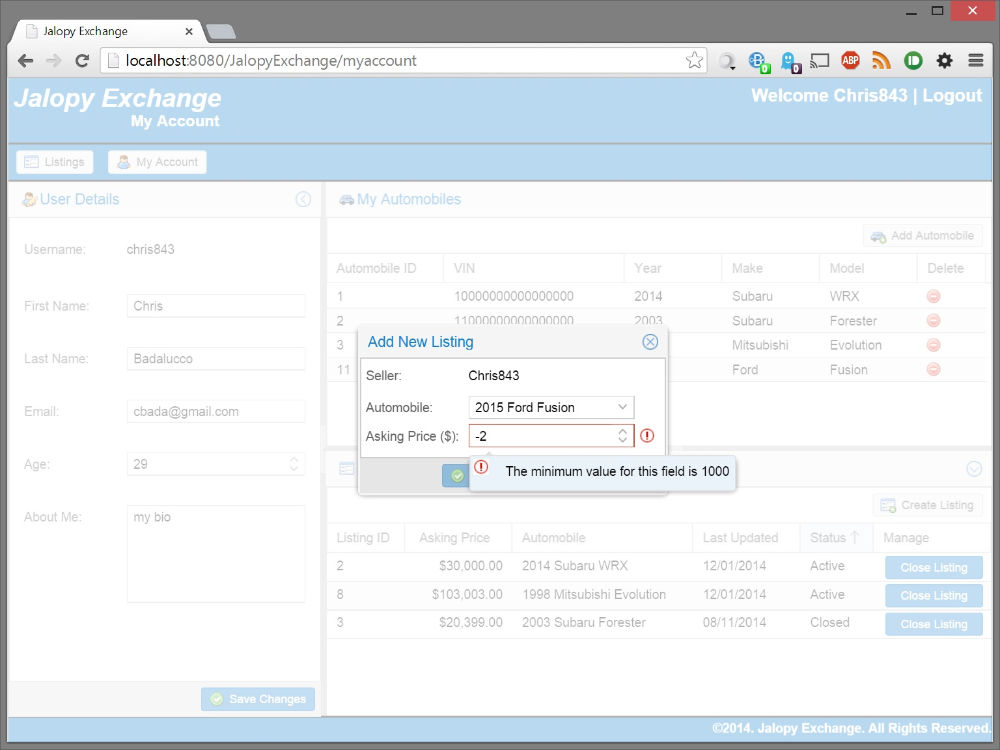 Jalopy Exchange
localhost:8080/JalopyExchange/myaccount
0
0
ABP
Jalopy Exchange
My Account
Welcome Chris843 | Logout
Listings
My Account
User Details
Username: chris843
First Name: Chris
Last Name: Badalucco
Email: cbada@gmail.com
Age: 29
About Me: my bio
Save Changes
My Automobiles
Add Automobile
Automobile ID VIN Year Make Model Delete
1 10000000000000000 2014 Subaru WRX
2 11000000000000000 2003 Subaru Forester
3 Mitsubishi Evolution
11 Ford Fusion
Add New Listing
Seller: Chris843
Automobile: 2015 Ford Fusion
Asking Price ($): -2
The minimum value for this field is 1000
Create Listing
Listing ID Asking Price Automobile Last Updated Status Manage
2 $30,000.00 2014 Subaru WRX 12/01/2014 Active Close Listing
8 $103,003.00 1998 Mitsubishi Evolution 12/01/2014 Active Close Listing
3 $20,399.00 2003 Subaru Forester 08/11/2014 Closed Close Listing
©2014. Jalopy Exchange. All Rights Reserved.